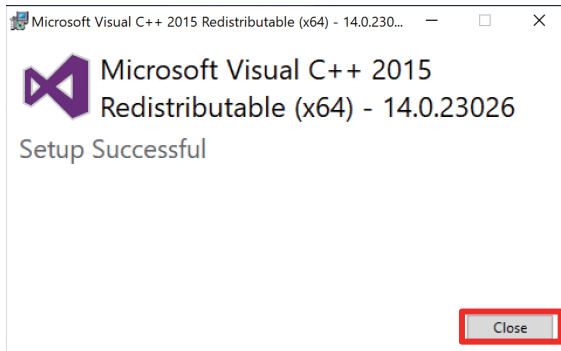 Microsoft Visual C++ 2015 Redistributable (x64) - 14.0.230...
Microsoft Visual C++ 2015
Redistributable (x64) - 14.0.23026
Setup Successful
Close